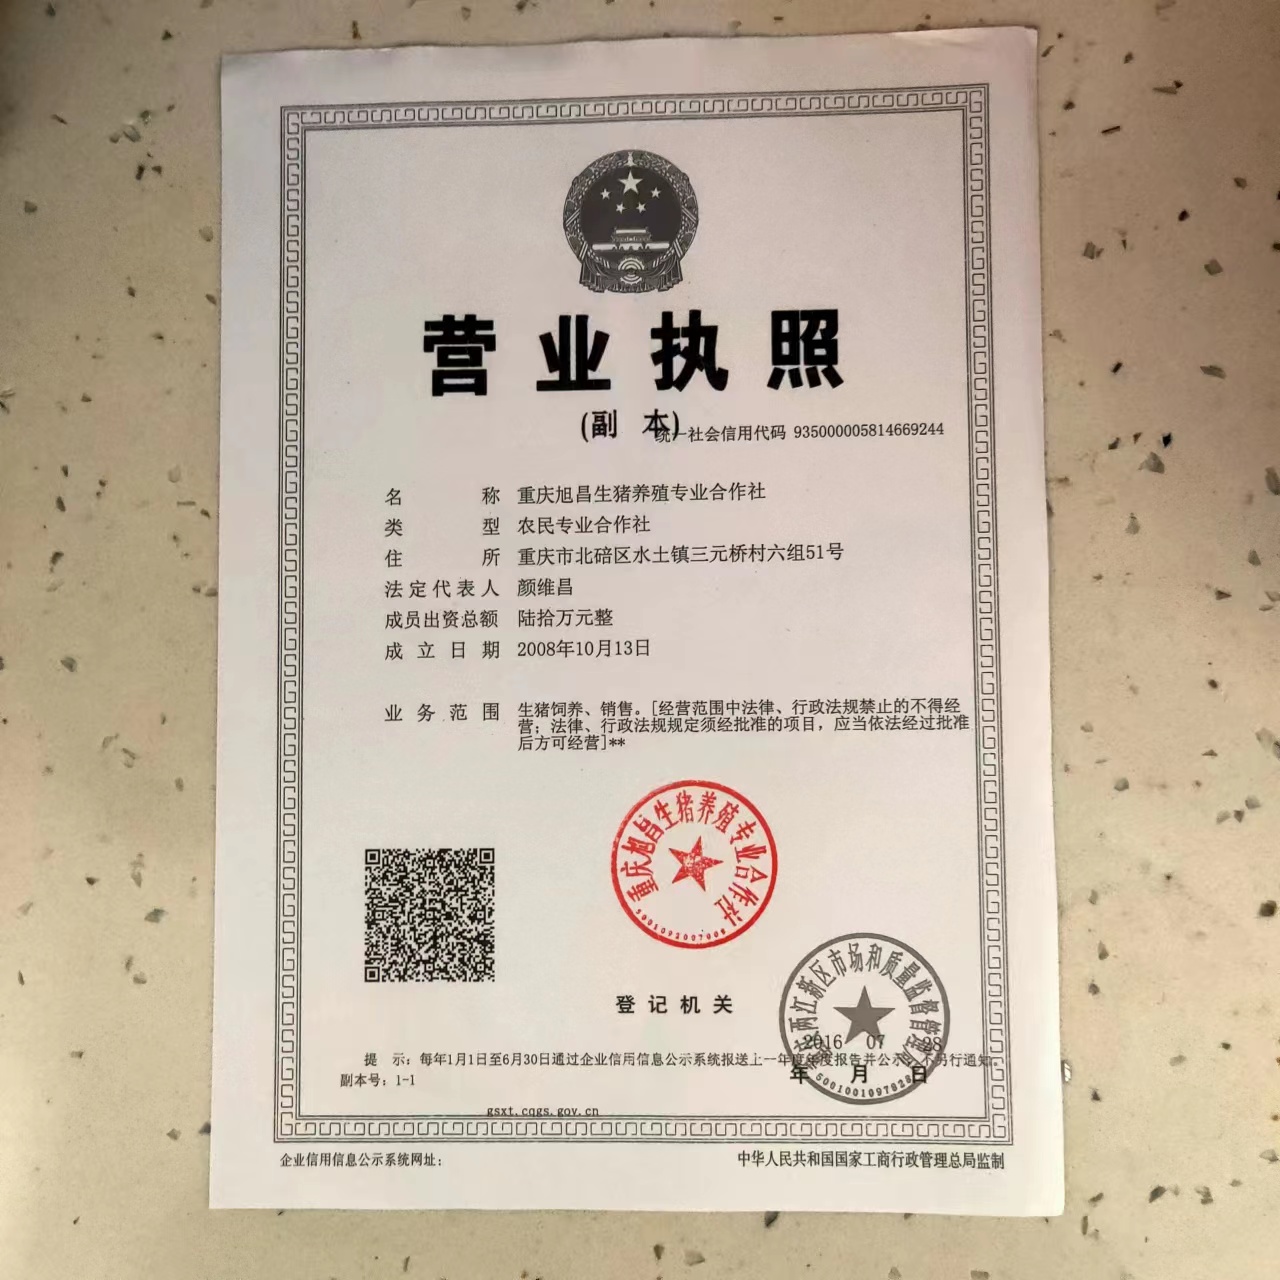 营业执照
(副 本)
统一社会信用代码 935000005814669244
名 称 重庆旭昌生猪养殖专业合作社
类 型 农民专业合作社
住 所 重庆市北碚区水土镇三元桥村六组51号
法定代表人 颜维昌
成员出资总额 陆拾万元整
成立日期 2008年10月13日
业务范围 生猪饲养、销售。[经营范围中法律、行政法规禁止的不得经
营；法律、行政法规规定须经批准的项目，应当依法经过批准
后方可经营]**
重庆旭昌生猪养殖专业合作社
5001092007008
登记机关
两江新区市场和质量监督管理局
2016 07 28
年 月 日
5001001097028
提 示：每年1月1日至6月30日通过企业信用信息公示系统报送上一年度年度报告并公示，不另行通知。
副本号：1-1
gsxt.cqgs.gov.cn
企业信用信息公示系统网址：
中华人民共和国国家工商行政管理总局监制